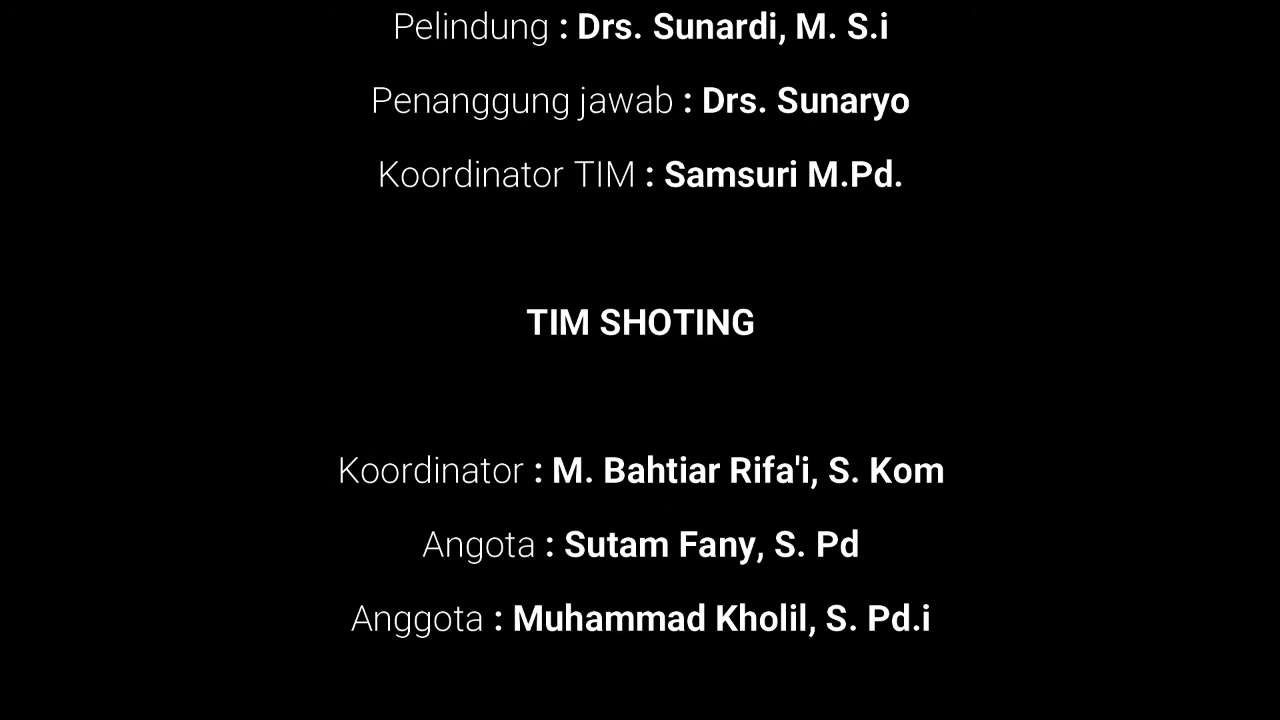 Pelindung : Drs. Sunardi, M. S.i
Penanggung jawab : Drs. Sunaryo
Koordinator TIM : Samsuri M.Pd.
TIM SHOTING
Koordinator : M. Bahtiar Rifa'i, S. Kom
Angota : Sutam Fany, S. Pd
Anggota : Muhammad Kholil, S. Pd.i